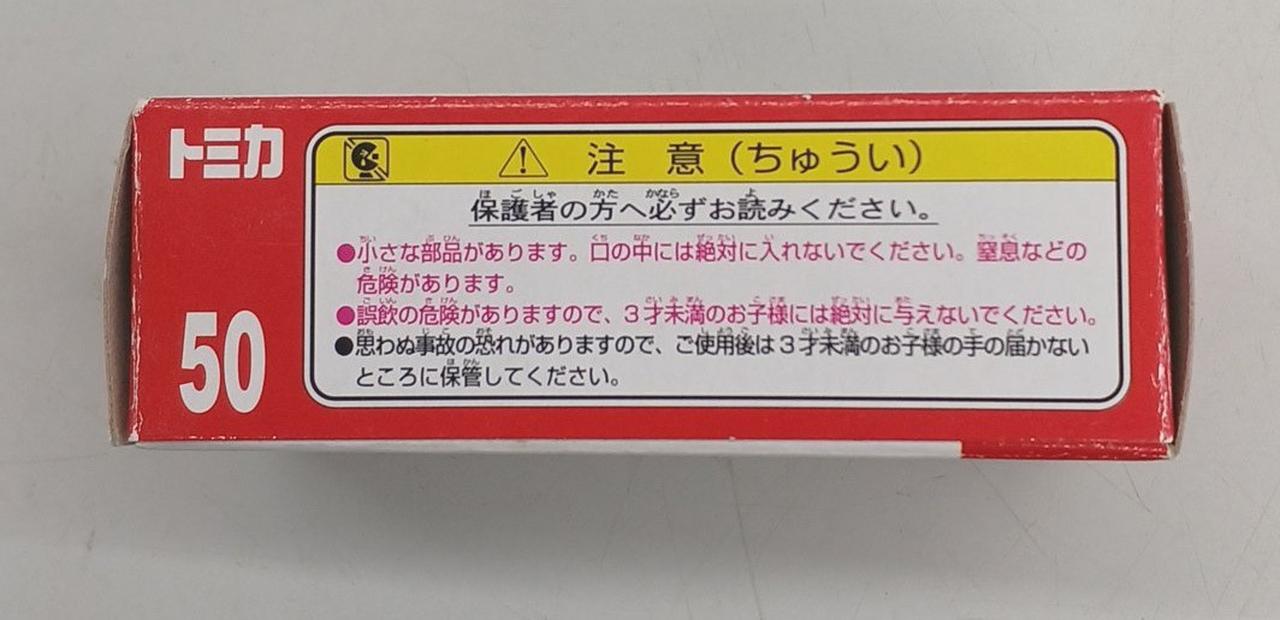 トミカ
50
注 意（ちゅうい）
保護者の方へ必ずお読みください。
●小さな部品があります。口の中には絶対に入れないでください。窒息などの
危険があります。
●誤飲の危険がありますので、３才未満のお子様には絶対に与えないでください。
●思わぬ事故の恐れがありますので、ご使用後は３才未満のお子様の手の届かない
ところに保管してください。